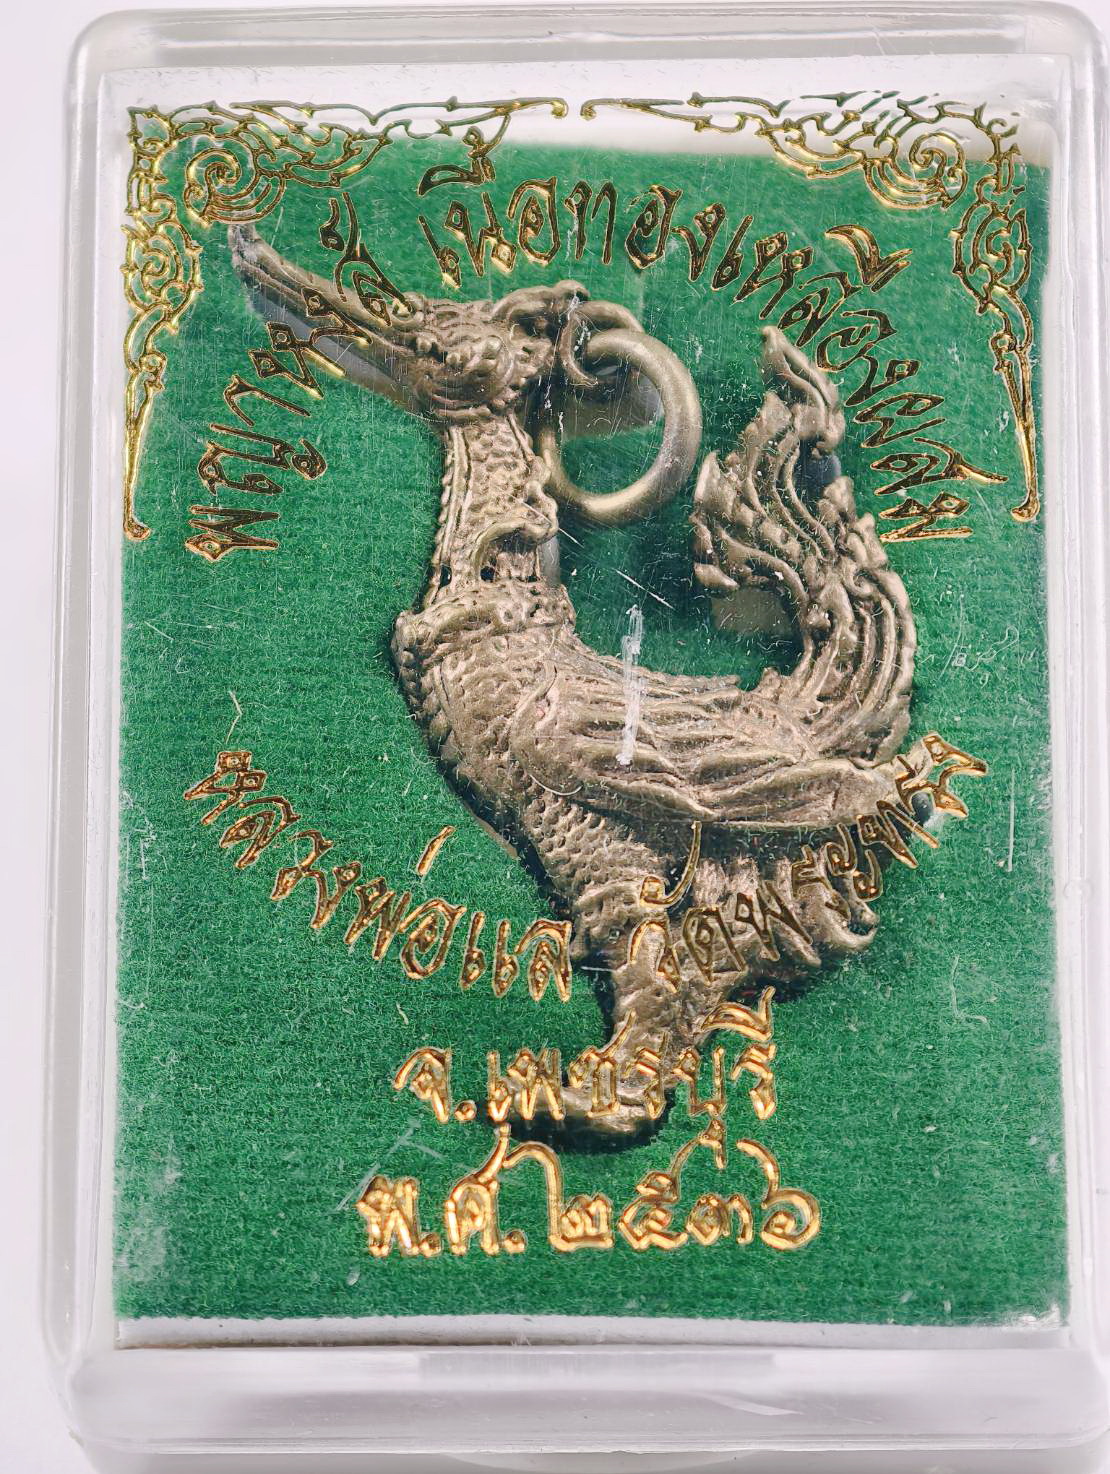 พญาหงส์ เนื้อทองเหลืองผสม
หลวงพ่อแล วัดพระทรง
จ.เพชรบุรี
พ.ศ.๒๕๓๖